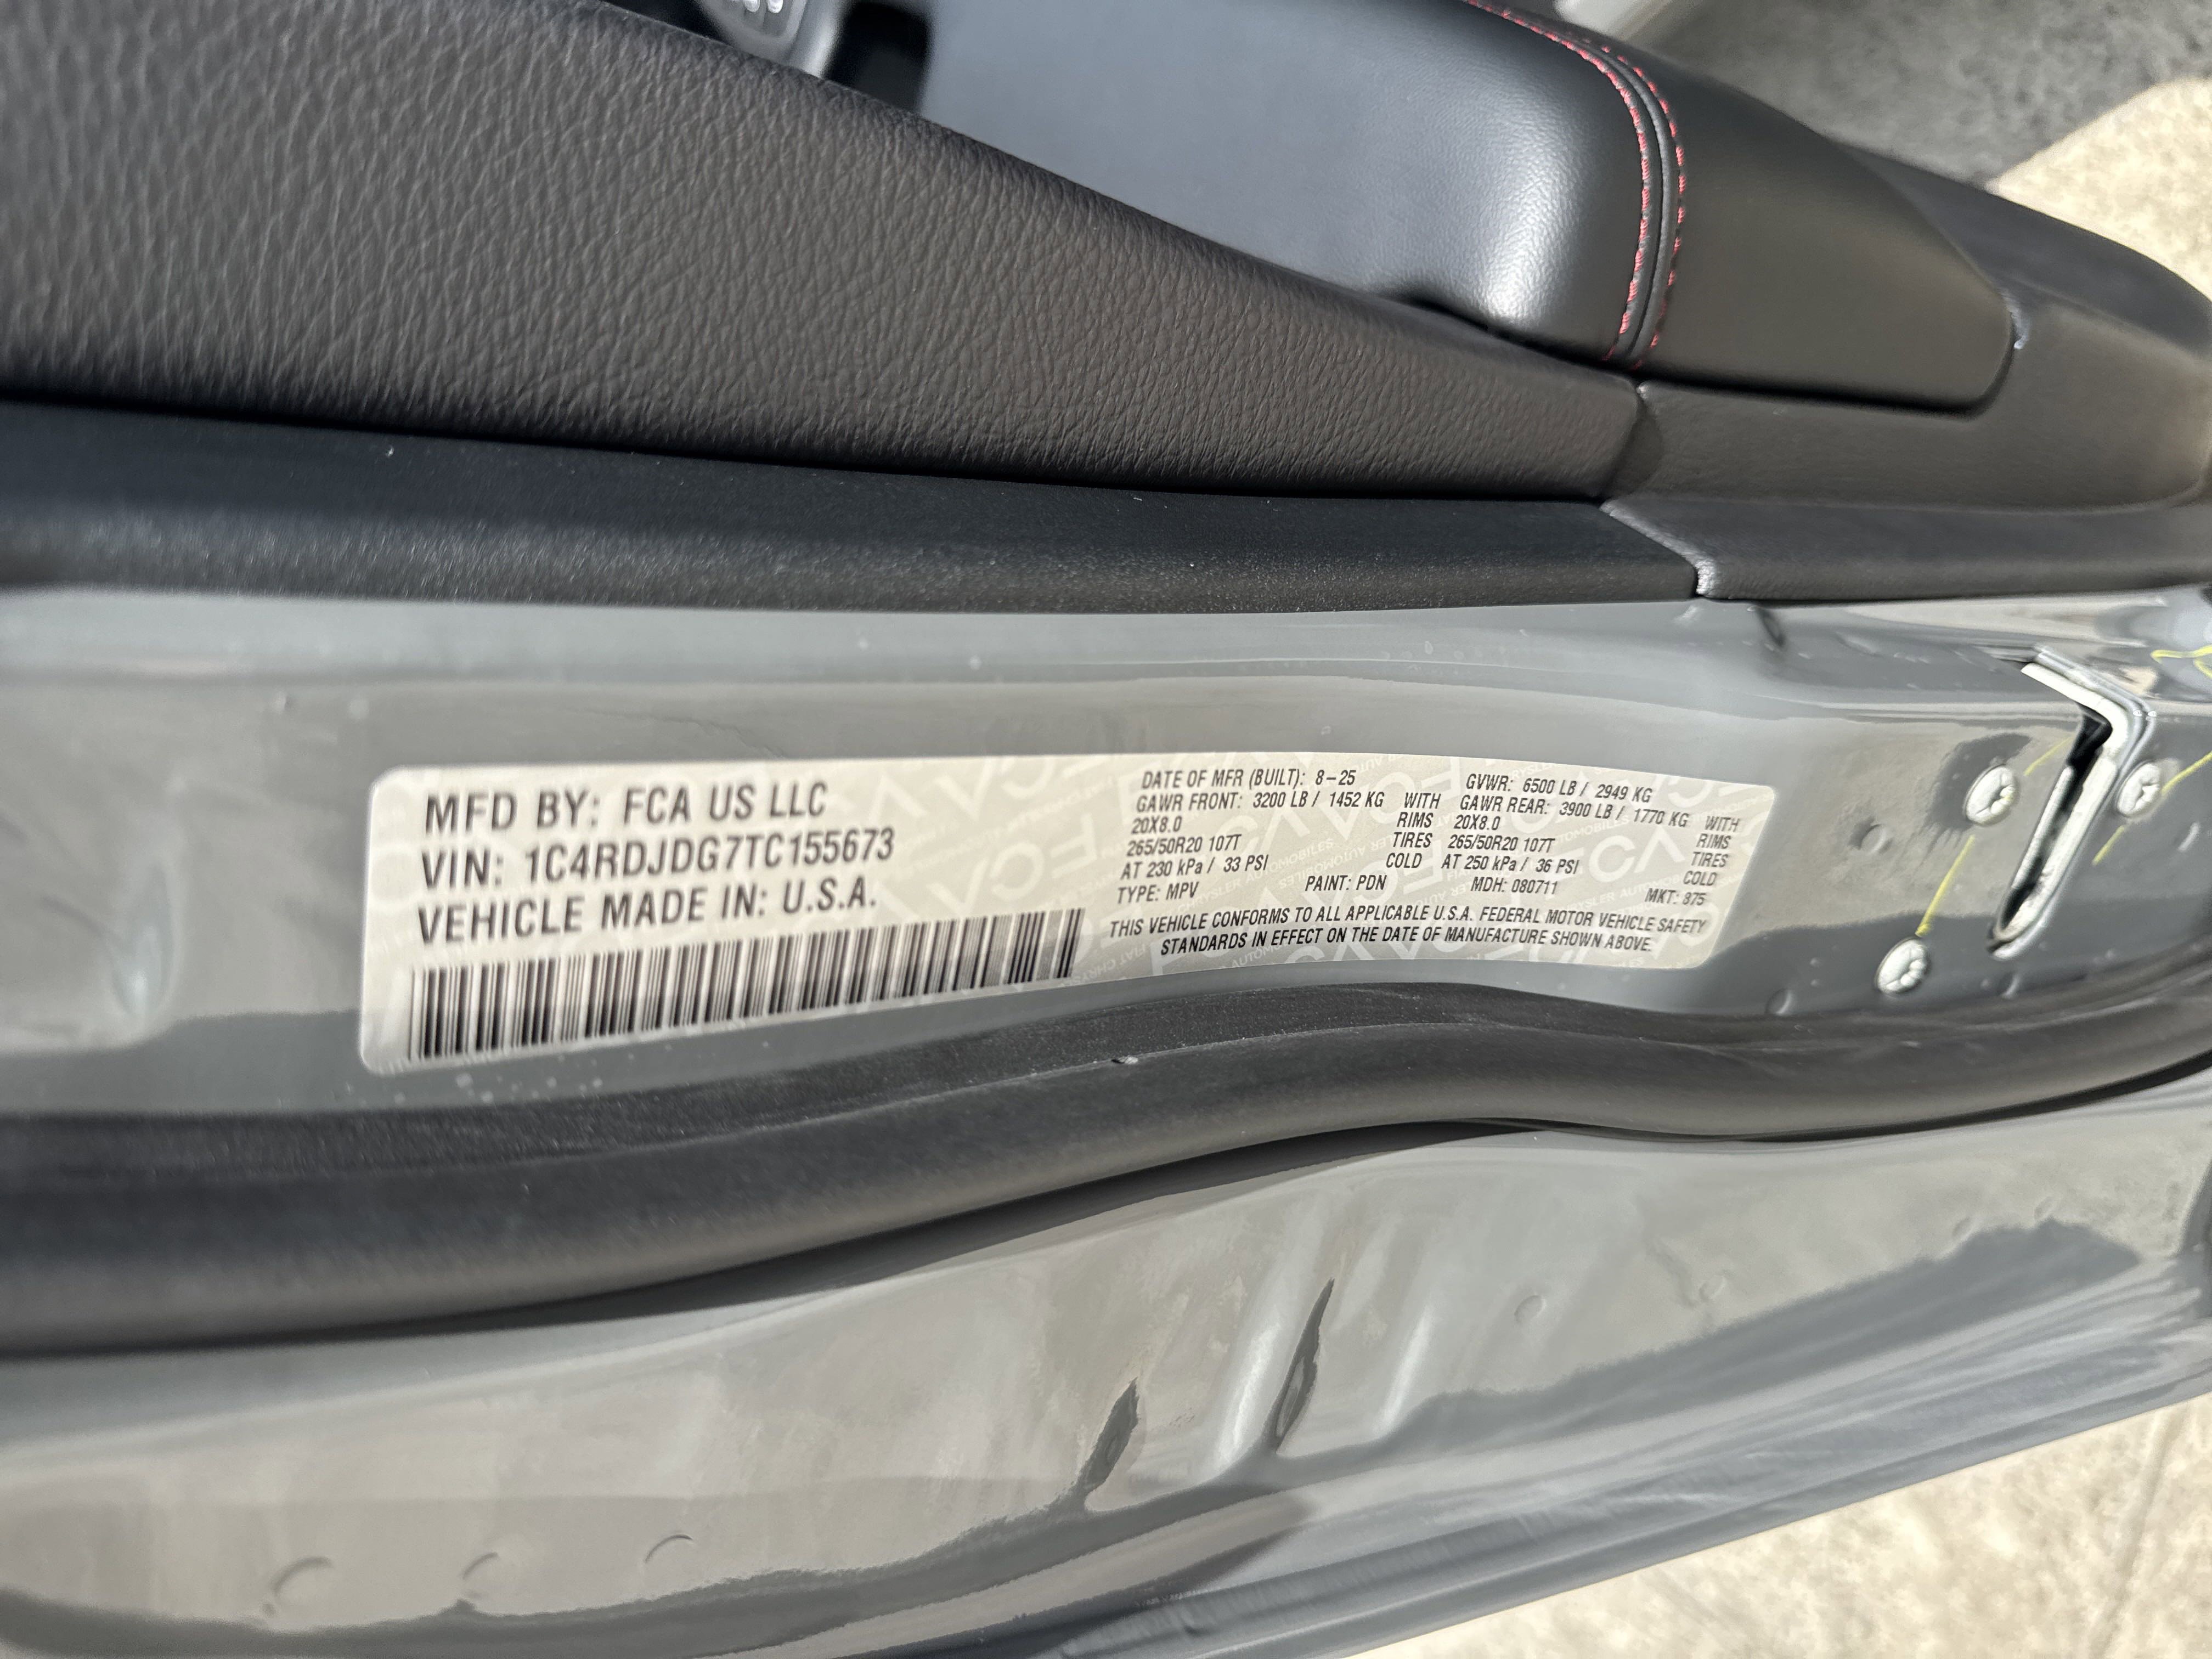 MFD BY: FCA US LLC
VIN: 1C4RDJDG7TC155673
VEHICLE MADE IN: U.S.A.
DATE OF MFR (BUILT): 8-25 GVWR: 6500 LB / 2949 KG
GAWR FRONT: 3200 LB / 1452 KG WITH GAWR REAR: 3900 LB / 1770 KG WITH
20X8.0 RIMS 20X8.0 RIMS
265/50R20 107T TIRES 265/50R20 107T TIRES
AT 230 kPa / 33 PSI COLD AT 250 kPa / 36 PSI COLD
TYPE: MPV PAINT: PDN MDH: 080711 MKT: 875
THIS VEHICLE CONFORMS TO ALL APPLICABLE U.S.A. FEDERAL MOTOR VEHICLE SAFETY
STANDARDS IN EFFECT ON THE DATE OF MANUFACTURE SHOWN ABOVE.